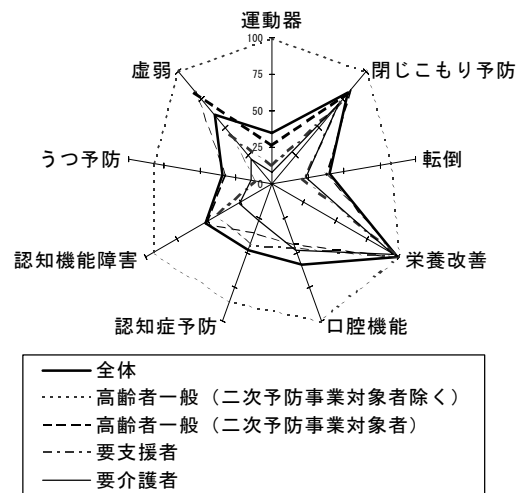 運動器
100
虚弱
閉じこもり予防
75
50
うつ予防
25
転倒
0
認知機能障害
栄養改善
認知症予防
口腔機能
全体
高齢者一般（二次予防事業対象者除く）
高齢者一般（二次予防事業対象者）
要支援者
要介護者